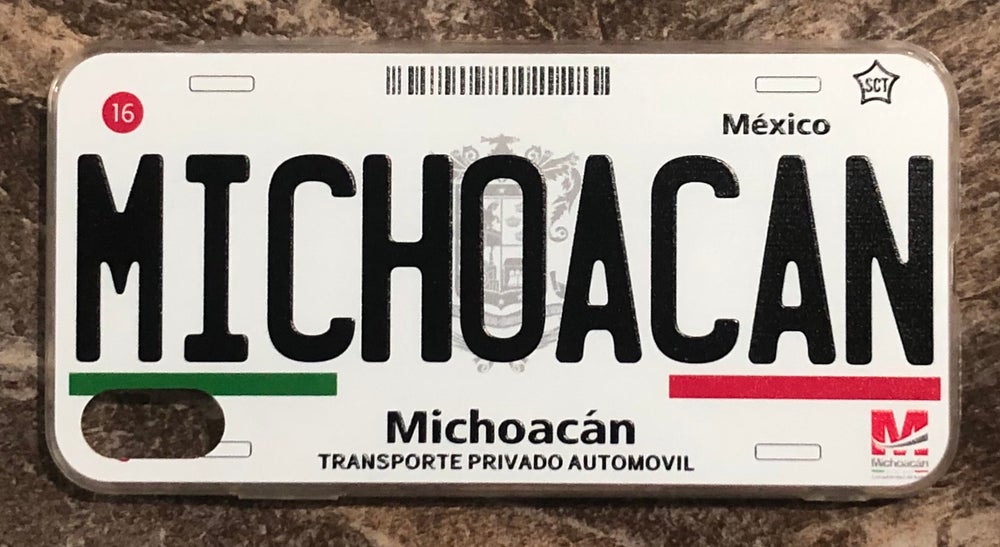 16
SCT
México
MICHOACAN
Michoacán
TRANSPORTE PRIVADO AUTOMOVIL
M
Michoacán